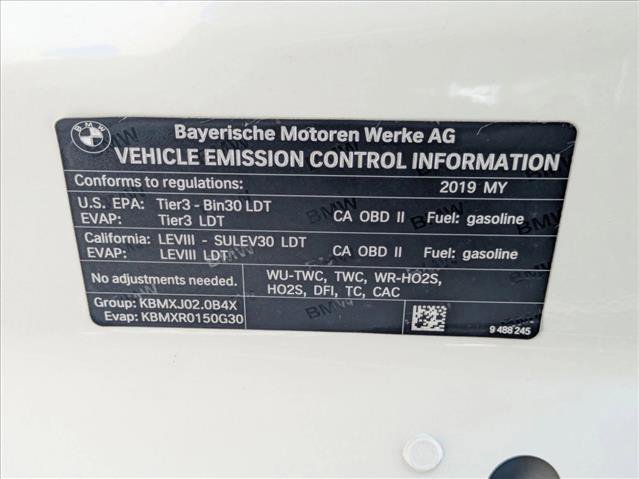 BMW
Bayerische Motoren Werke AG
VEHICLE EMISSION CONTROL INFORMATION
Conforms to regulations: 2019 MY
U.S. EPA: Tier3 - Bin30 LDT
EVAP: Tier3 LDT CA OBD II Fuel: gasoline
California: LEVIII - SULEV30 LDT
EVAP: LEVIII LDT CA OBD II Fuel: gasoline
No adjustments needed. WU-TWC, TWC, WR-HO2S,
HO2S, DFI, TC, CAC
Group: KBMXJ02.0B4X
Evap: KBMXR0150G30
9 488 245